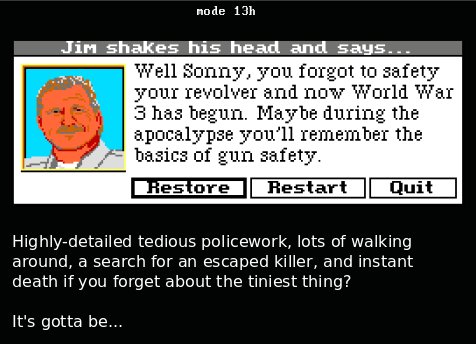 mode 13h
Jim shakes his head and says...
Well Sonny, you forgot to safety
your revolver and now World War
3 has begun. Maybe during the
apocalypse you'll remember the
basics of gun safety.
Restore Restart Quit
Highly-detailed tedious policework, lots of walking
around, a search for an escaped killer, and instant
death if you forget about the tiniest thing?
It's gotta be...